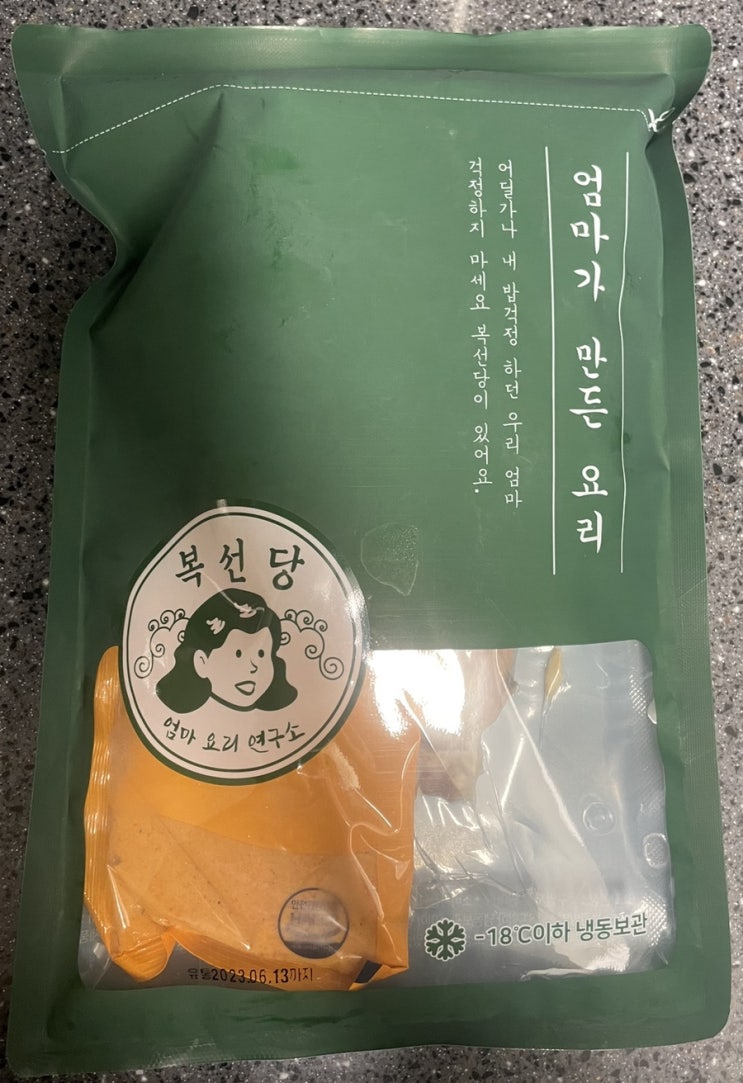 엄마가 만든 요리
어딜가나 내 밥걱정 하던 우리 엄마
걱정하지 마세요 복선당이 있어요.
복선당
엄마 요리 연구소
-18℃이하 냉동보관
유통2023.06.13까지